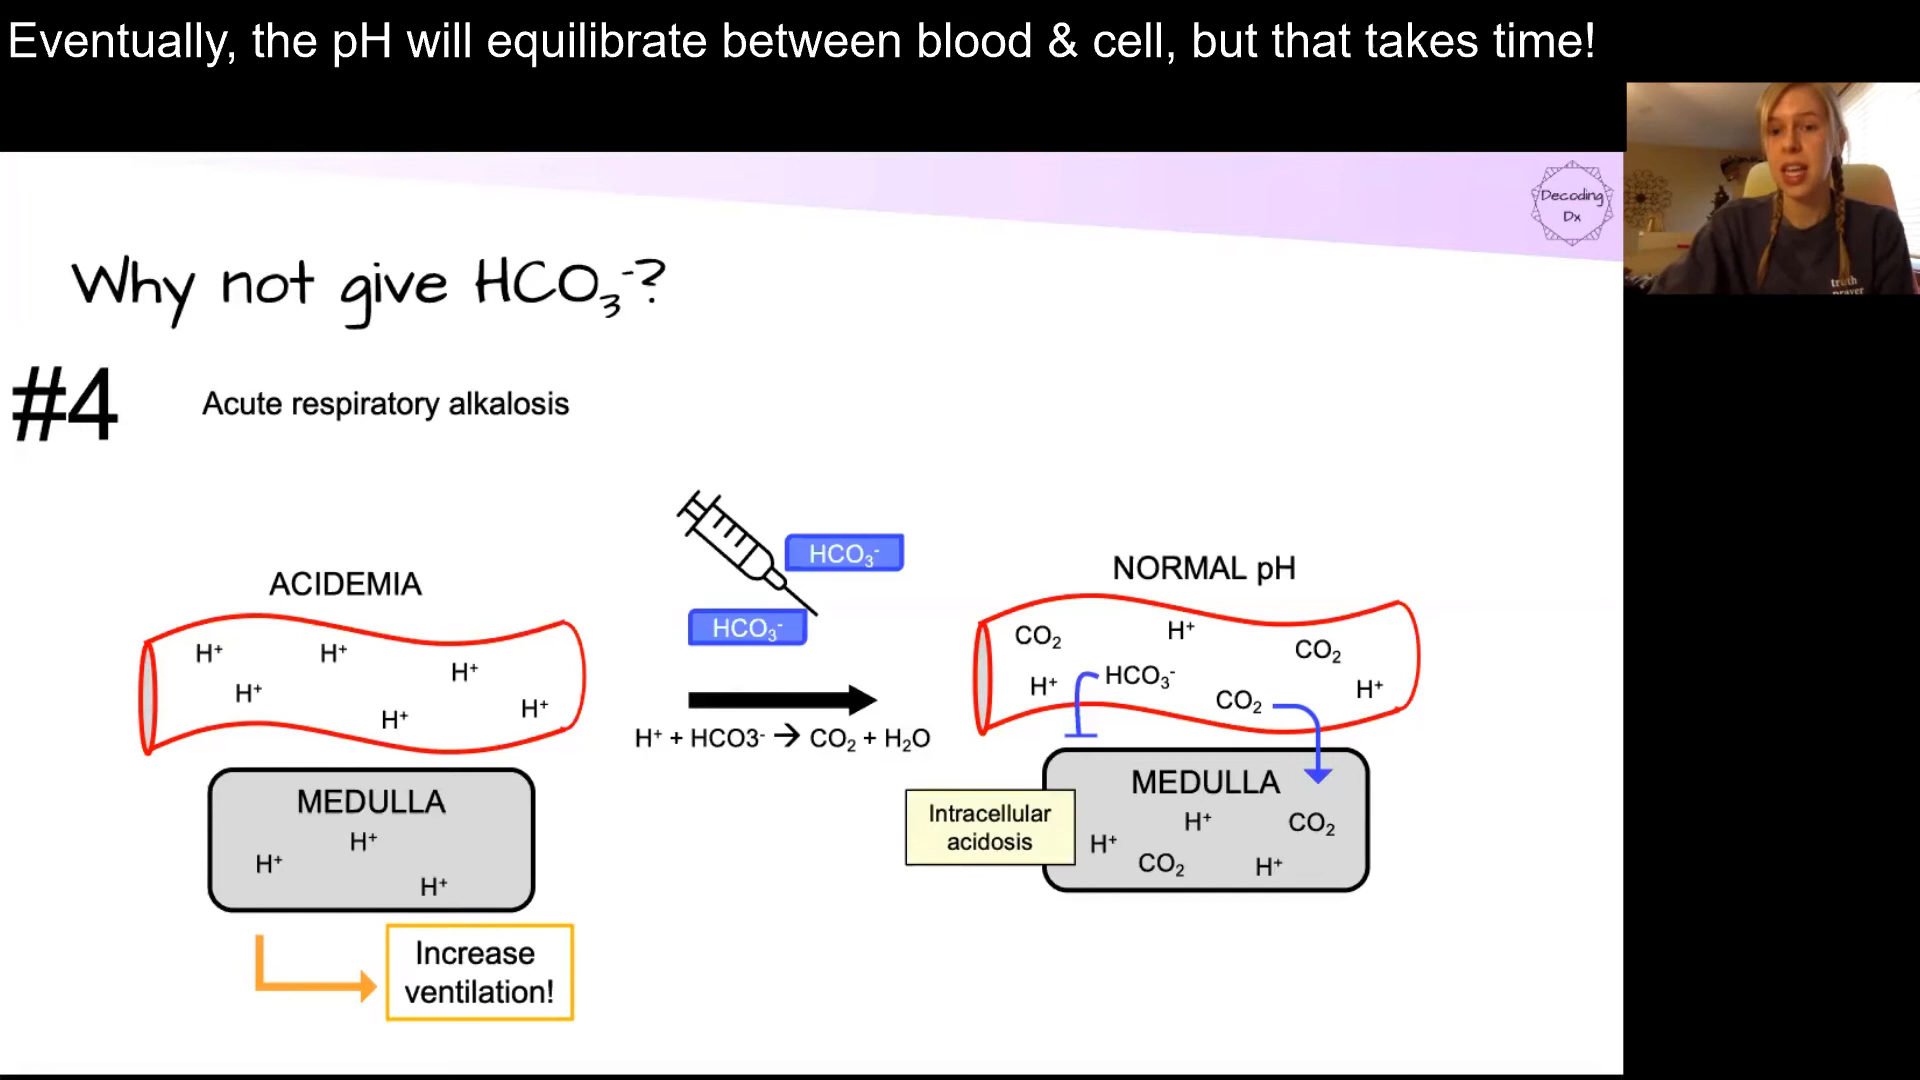 Eventually, the pH will equilibrate between blood & cell, but that takes time!
Decoding
Dx
truth
prayer
Why not give HCO₃⁻?
#4
Acute respiratory alkalosis
ACIDEMIA
H⁺ H⁺ H⁺
H⁺ H⁺ H⁺
MEDULLA
H⁺
H⁺
H⁺
Increase
ventilation!
HCO₃⁻
HCO₃⁻
H⁺ + HCO3⁻ → CO₂ + H₂O
NORMAL pH
CO₂ H⁺ CO₂
H⁺ HCO₃⁻ CO₂ H⁺
MEDULLA
H⁺ CO₂
H⁺ CO₂ H⁺
Intracellular
acidosis